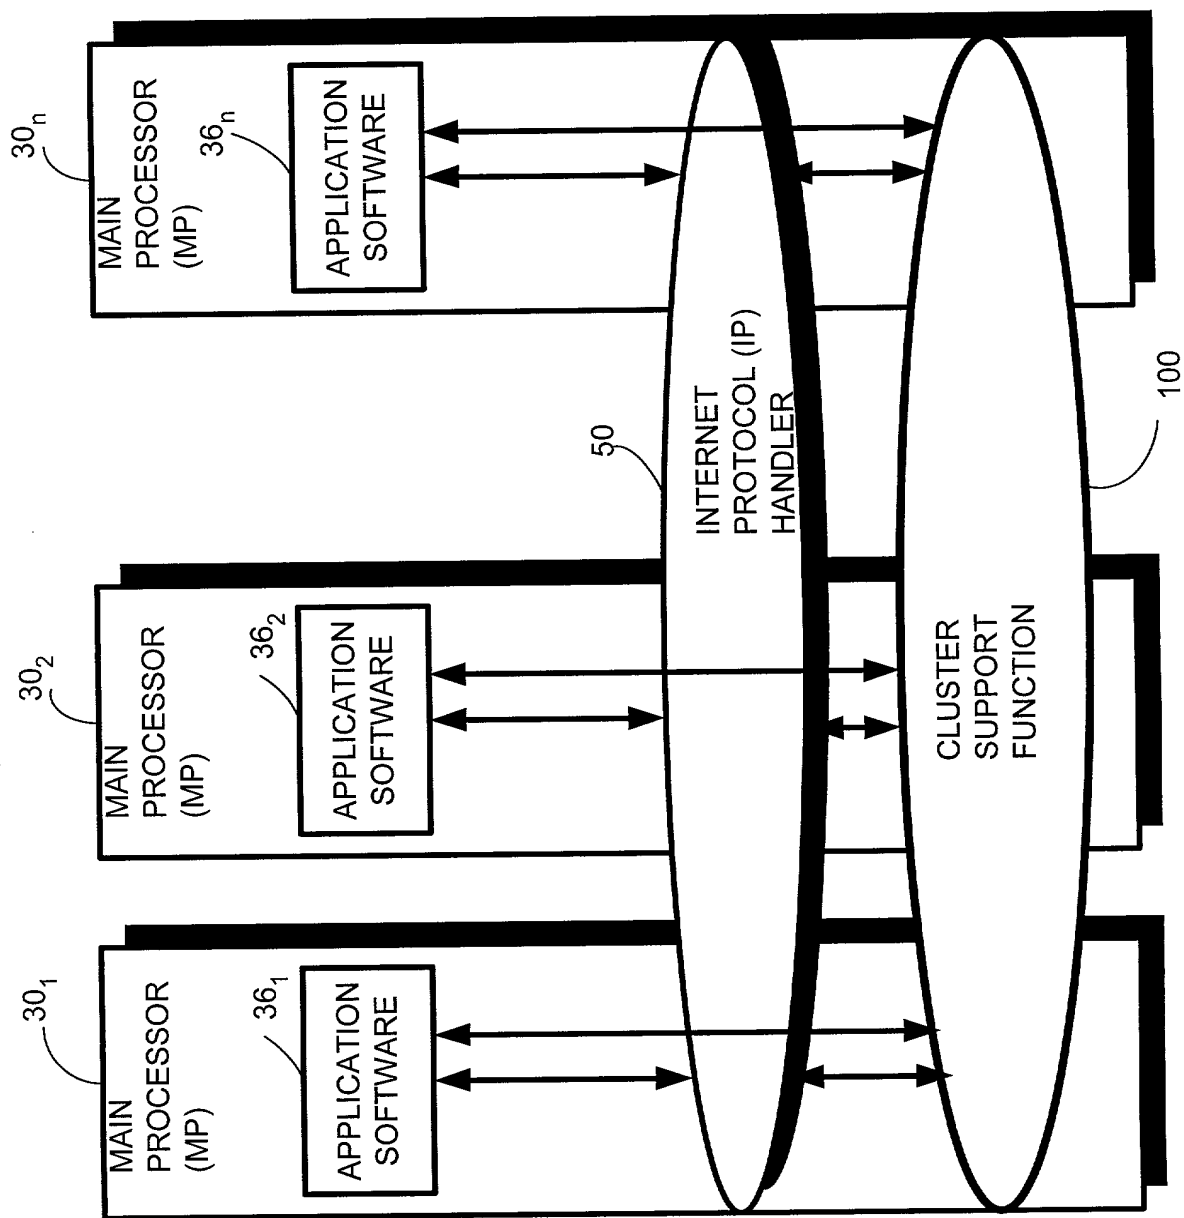 30₁
MAIN
PROCESSOR
(MP)
36₁
APPLICATION
SOFTWARE
30₂
MAIN
PROCESSOR
(MP)
36₂
APPLICATION
SOFTWARE
30ₙ
MAIN
PROCESSOR
(MP)
36ₙ
APPLICATION
SOFTWARE
50
INTERNET
PROTOCOL (IP)
HANDLER
CLUSTER
SUPPORT
FUNCTION
100